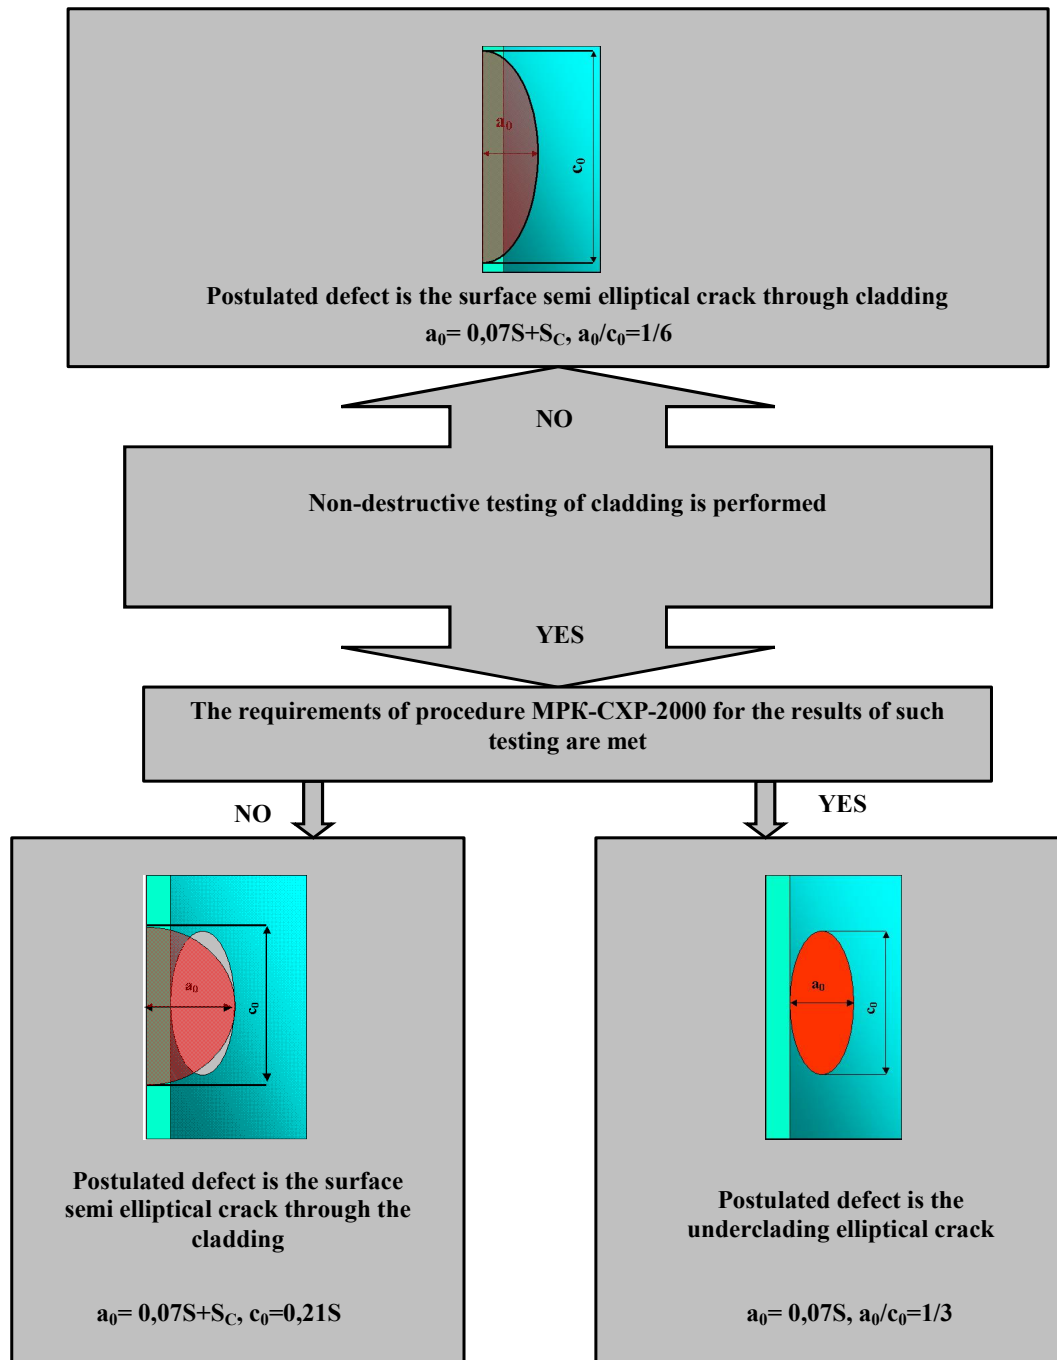 a₀
c₀
Postulated defect is the surface semi elliptical crack through cladding
a₀= 0,07S+S_C, a₀/c₀=1/6
NO
Non-destructive testing of cladding is performed
YES
The requirements of procedure МРК-СХР-2000 for the results of such
testing are met
NO
YES
a₀
c₀
Postulated defect is the surface
semi elliptical crack through the
cladding
a₀= 0,07S+S_C, c₀=0,21S
a₀
c₀
Postulated defect is the
underclading elliptical crack
a₀= 0,07S, a₀/c₀=1/3